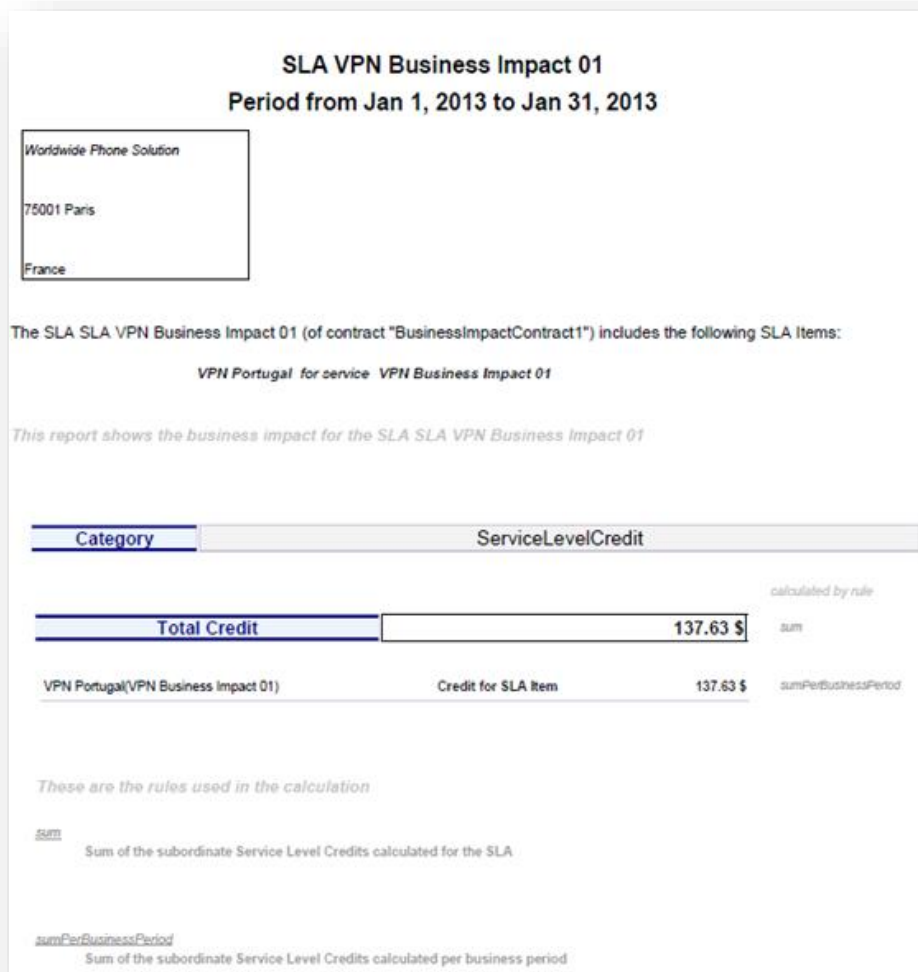 SLA VPN Business Impact 01
Period from Jan 1, 2013 to Jan 31, 2013
Worldwide Phone Solution
75001 Paris
France
The SLA SLA VPN Business Impact 01 (of contract "BusinessImpactContract1") includes the following SLA Items:
VPN Portugal for service VPN Business Impact 01
This report shows the business impact for the SLA SLA VPN Business Impact 01
Category ServiceLevelCredit
calculated by rule
Total Credit 137.63 $ sum
VPN Portugal(VPN Business Impact 01) Credit for SLA Item 137.63 $ sumPerBusinessPeriod
These are the rules used in the calculation
sum
Sum of the subordinate Service Level Credits calculated for the SLA
sumPerBusinessPeriod
Sum of the subordinate Service Level Credits calculated per business period